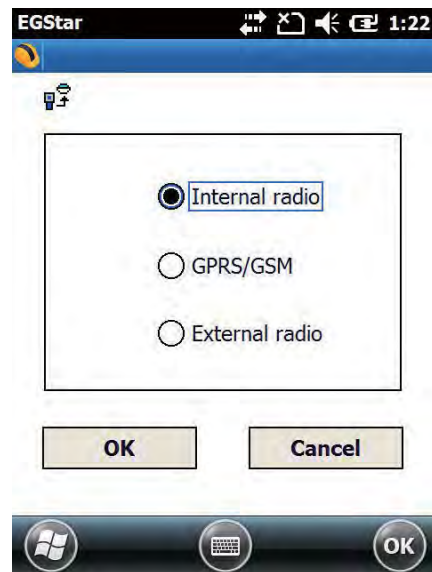 EGStar 1:22
Internal radio
GPRS/GSM
External radio
OK Cancel
OK